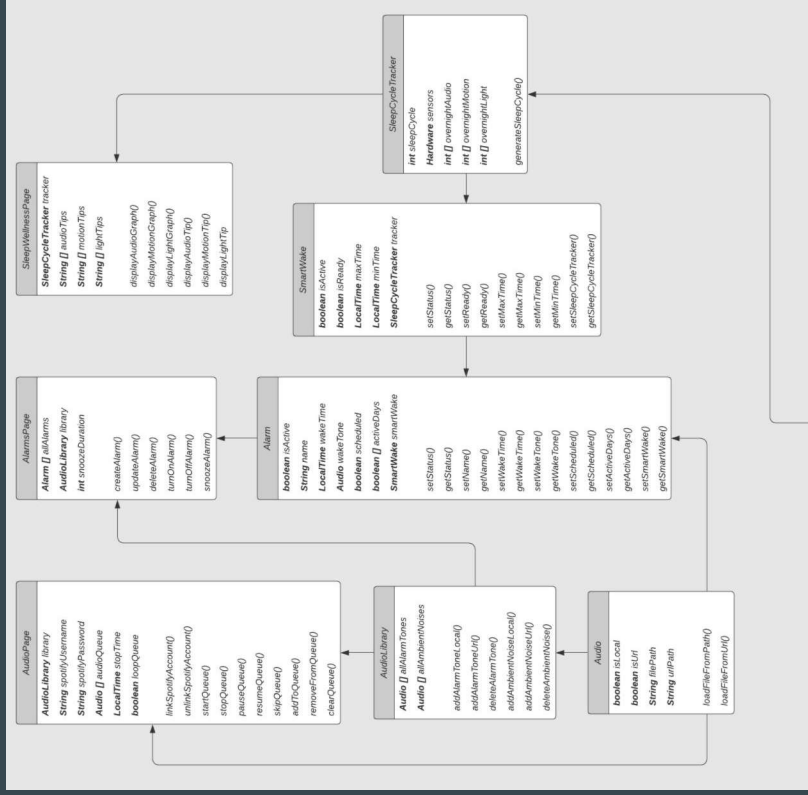 AudioPage
AudioLibrary library
String spotifyUsername
String spotifyPassword
Audio [] audioQueue
LocalTime stopTime
boolean loopQueue
linkSpotifyAccount()
unlinkSpotifyAccount()
startQueue()
stopQueue()
pauseQueue()
resumeQueue()
skipQueue()
addToQueue()
removeFromQueue()
clearQueue()
AlarmsPage
Alarm [] allAlarms
AudioLibrary library
int snoozeDuration
createAlarm()
updateAlarm()
deleteAlarm()
turnOnAlarm()
turnOffAlarm()
snoozeAlarm()
SleepWellnessPage
SleepCycleTracker tracker
String [] audioTips
String [] motionTips
String [] lightTips
displayAudioGraph()
displayMotionGraph()
displayLightGraph()
displayAudioTip()
displayMotionTip()
displayLightTip
AudioLibrary
Audio [] allAlarmTones
Audio [] allAmbientNoises
addAlarmToneLocal()
addAlarmToneUrl()
deleteAlarmTone()
addAmbientNoiseLocal()
addAmbientNoiseUrl()
deleteAmbientNoise()
Alarm
boolean isActive
String name
LocalTime wakeTime
Audio wakeTone
boolean scheduled
boolean [] activeDays
SmartWake smartWake
setStatus()
getStatus()
setName()
getName()
setWakeTime()
getWakeTime()
setWakeTone()
getWakeTone()
setScheduled()
getScheduled()
setActiveDays()
getActiveDays()
setSmartWake()
getSmartWake()
SmartWake
boolean isActive
boolean isReady
LocalTime maxTime
LocalTime minTime
SleepCycleTracker tracker
setStatus()
getStatus()
setReady()
getReady()
setMaxTime()
getMaxTime()
setMinTime()
getMinTime()
setSleepCycleTracker()
getSleepCycleTracker()
SleepCycleTracker
int sleepCycle
Hardware sensors
int [] overnightAudio
int [] overnightMotion
int [] overnightLight
generateSleepCycle()
Audio
boolean isLocal
boolean isUrl
String filePath
String urlPath
loadFileFromPath()
loadFileFromUrl()